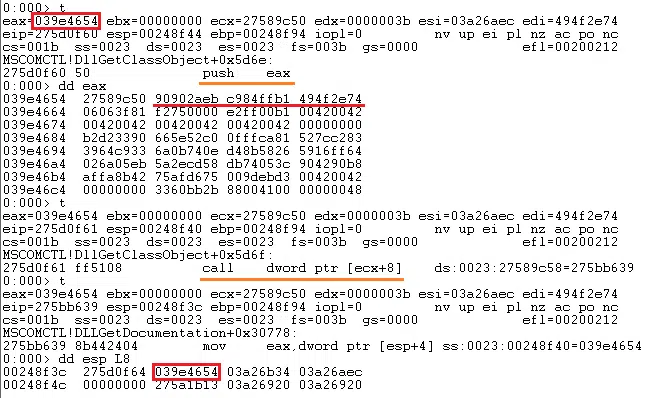 0:000> t
eax=039e4654 ebx=00000000 ecx=27589c50 edx=0000003b esi=03a26aec edi=494f2e74
eip=275d0f60 esp=00248f44 ebp=00248f94 iopl=0 nv up ei pl nz ac po nc
cs=001b ss=0023 ds=0023 es=0023 fs=003b gs=0000 efl=00200212
MSCOMCTL!DllGetClassObject+0x5d6e:
275d0f60 50 push eax
0:000> dd eax
039e4654 27589c50 90902aeb c984ffb1 494f2e74
039e4664 06063f81 f2750000 e2ff00b1 00420042
039e4674 00420042 00420042 00420042 00000000
039e4684 b2d23390 665e52c0 0fffca81 527cc283
039e4694 3964c933 6a0b740e d48b5826 5916ff64
039e46a4 026a05eb 5a2ecd58 db74053c 904290b8
039e46b4 affa8b42 75afd675 009debd3 00420042
039e46c4 00000000 3360bb2b 88004100 00000048
0:000> t
eax=039e4654 ebx=00000000 ecx=27589c50 edx=0000003b esi=03a26aec edi=494f2e74
eip=275d0f61 esp=00248f40 ebp=00248f94 iopl=0 nv up ei pl nz ac po nc
cs=001b ss=0023 ds=0023 es=0023 fs=003b gs=0000 efl=00200212
MSCOMCTL!DllGetClassObject+0x5d6f:
275d0f61 ff5108 call dword ptr [ecx+8] ds:0023:27589c58=275bb639
0:000> t
eax=039e4654 ebx=00000000 ecx=27589c50 edx=0000003b esi=03a26aec edi=494f2e74
eip=275bb639 esp=00248f3c ebp=00248f94 iopl=0 nv up ei pl nz ac po nc
cs=001b ss=0023 ds=0023 es=0023 fs=003b gs=0000 efl=00200212
MSCOMCTL!DLLGetDocumentation+0x30778:
275bb639 8b442404 mov eax,dword ptr [esp+4] ss:0023:00248f40=039e4654
0:000> dd esp L8
00248f3c 275d0f64 039e4654 03a26b34 03a26aec
00248f4c 00000000 275a1b13 03a26920 03a26920